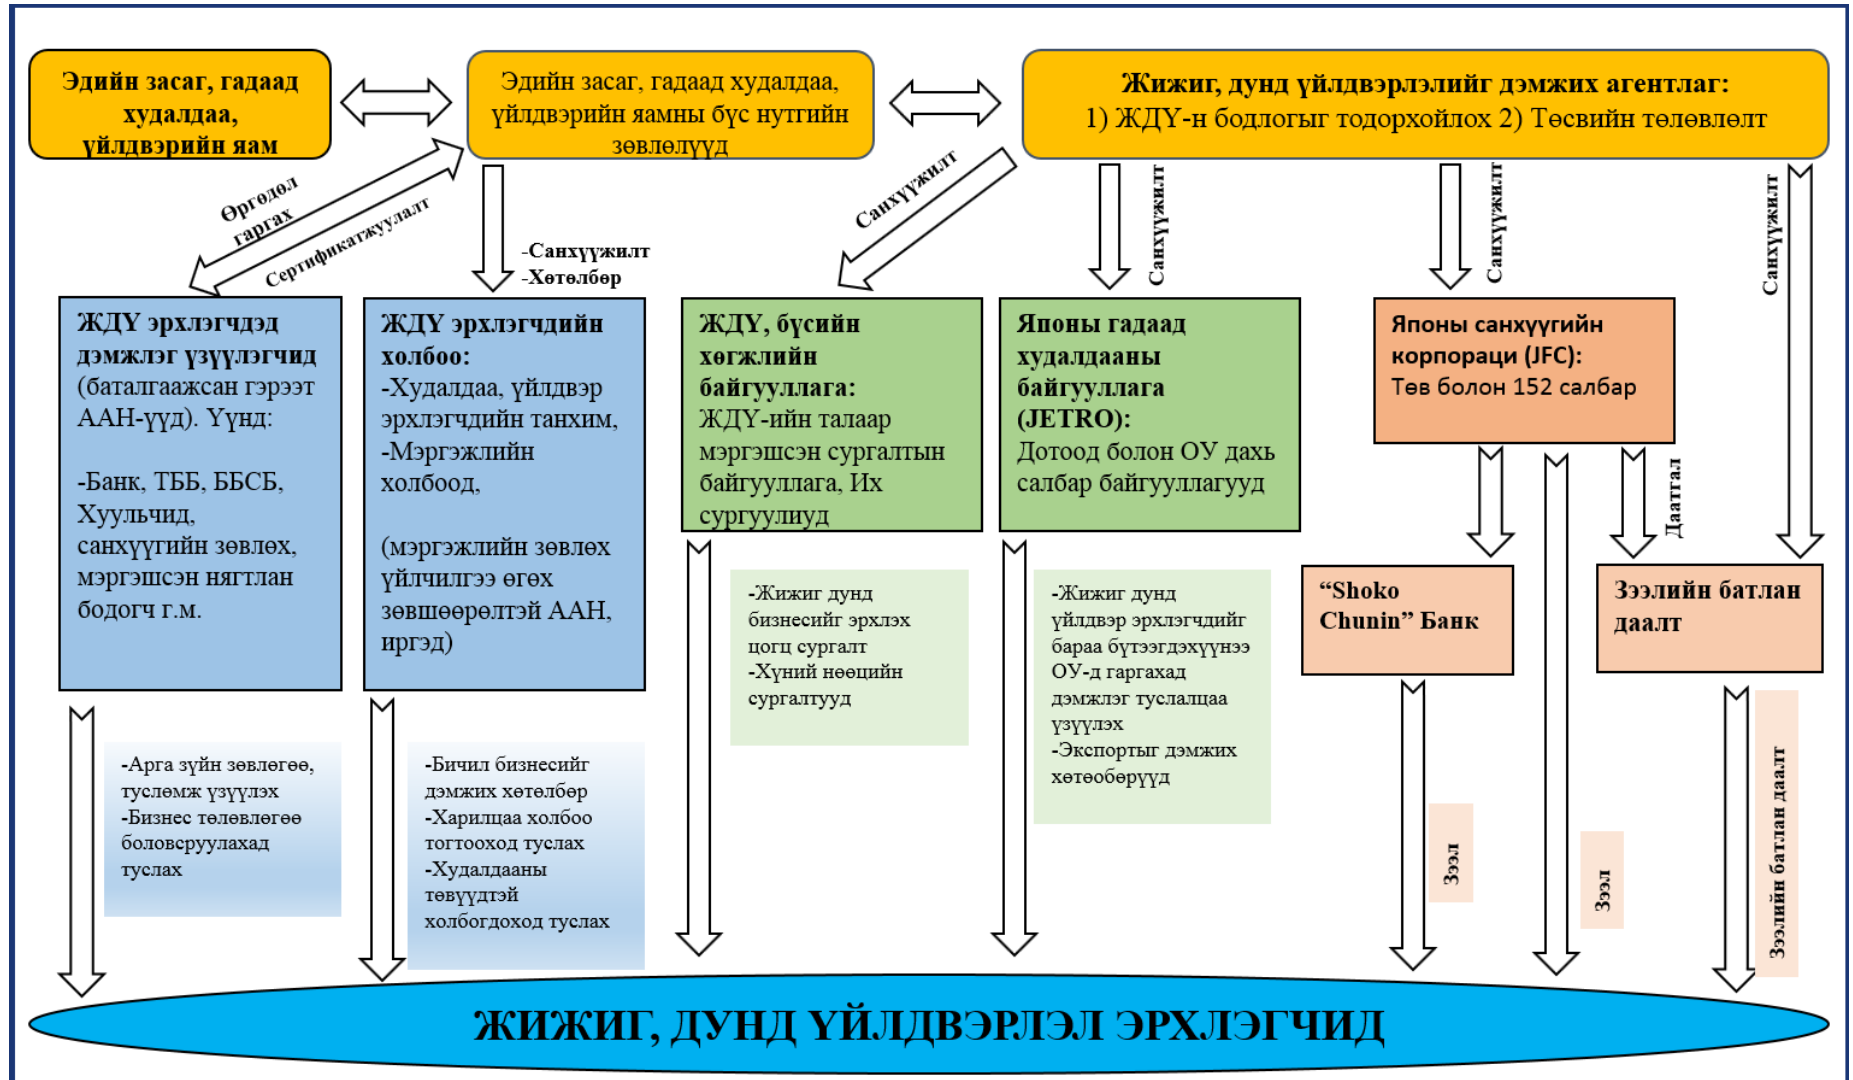 Эдийн засаг, гадаад
худалдаа,
үйлдвэрийн яам
Эдийн засаг, гадаад худалдаа,
үйлдвэрийн яамны бүс нутгийн
зөвлөлүүд
Жижиг, дунд үйлдвэрлэлийг дэмжих агентлаг:
1) ЖДҮ-н бодлогыг тодорхойлох 2) Төсвийн төлөвлөлт
Өргөдөл
гаргах
Сертификатжуулалт
-Санхүүжилт
-Хөтөлбөр
Санхүүжилт
Санхүүжилт
Санхүүжилт
Санхүүжилт
ЖДҮ эрхлэгчдэд
дэмжлэг үзүүлэгчид
(баталгаажсан гэрээт
ААН-үүд). Үүнд:
-Банк, ТББ, ББСБ,
Хуульчид,
санхүүгийн зөвлөх,
мэргэшсэн нягтлан
бодогч г.м.
ЖДҮ эрхлэгчдийн
холбоо:
-Худалдаа, үйлдвэр
эрхлэгчдийн танхим,
-Мэргэжлийн
холбоод,
(мэргэжлийн зөвлөх
үйлчилгээ өгөх
зөвшөөрөлтэй ААН,
иргэд)
ЖДҮ, бүсийн
хөгжлийн
байгууллага:
ЖДҮ-ийн талаар
мэргэшсэн сургалтын
байгууллага, Их
сургуулиуд
Японы гадаад
худалдааны
байгууллага
(JETRO):
Дотоод болон ОУ дахь
салбар байгууллагууд
Японы санхүүгийн
корпораци (JFC):
Төв болон 152 салбар
Даатгал
“Shoko
Chunin” Банк
Зээлийн батлан
даалт
-Арга зүйн зөвлөгөө,
туслөмж үзүүлэх
-Бизнес төлөвлөгөө
боловсруулахад
туслах
-Бичил бизнесийг
дэмжих хөтөлбөр
-Харилцаа холбоо
тогтооход туслах
-Худалдааны
төвүүдтэй
холбогдоход туслах
-Жижиг дунд
бизнесийг эрхлэх
цогц сургалт
-Хүний нөөцийн
сургалтууд
-Жижиг дунд
үйлдвэр эрхлэгчдийг
бараа бүтээгдэхүүнээ
ОУ-д гаргахад
дэмжлэг туслалцаа
үзүүлэх
-Экспортыг дэмжих
хөтөобөрүүд
Зээл
Зээл
Зээлийн батлан даалт
ЖИЖИГ, ДУНД ҮЙЛДВЭРЛЭЛ ЭРХЛЭГЧИД